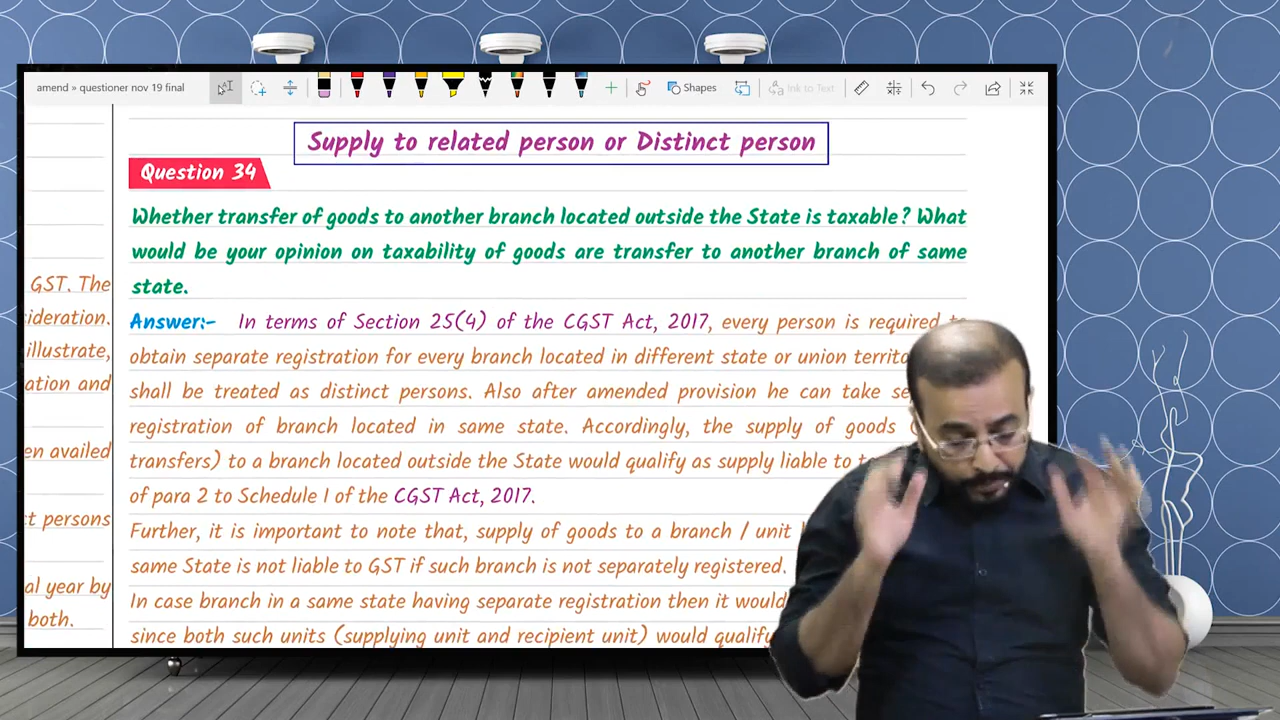 amend » questioner nov 19 final
Shapes
Ink to Text
Supply to related person or Distinct person
Question 34
Whether transfer of goods to another branch located outside the State is taxable? What
would be your opinion on taxability of goods are transfer to another branch of same
state.
Answer:- In terms of Section 25(4) of the CGST Act, 2017, every person is required
obtain separate registration for every branch located in different state or union
shall be treated as distinct persons. Also after amended provision he can take
registration of branch located in same state. Accordingly, the supply of goods
transfers) to a branch located outside the State would qualify as supply liable to
of para 2 to Schedule I of the CGST Act, 2017.
Further, it is important to note that, supply of goods to a branch / unit
same State is not liable to GST if such branch is not separately registered.
In case branch in a same state having separate registration then it would
since both such units (supplying unit and recipient unit) would qualify
GST. The
illustrate,
and
availed
persons
year by
both.